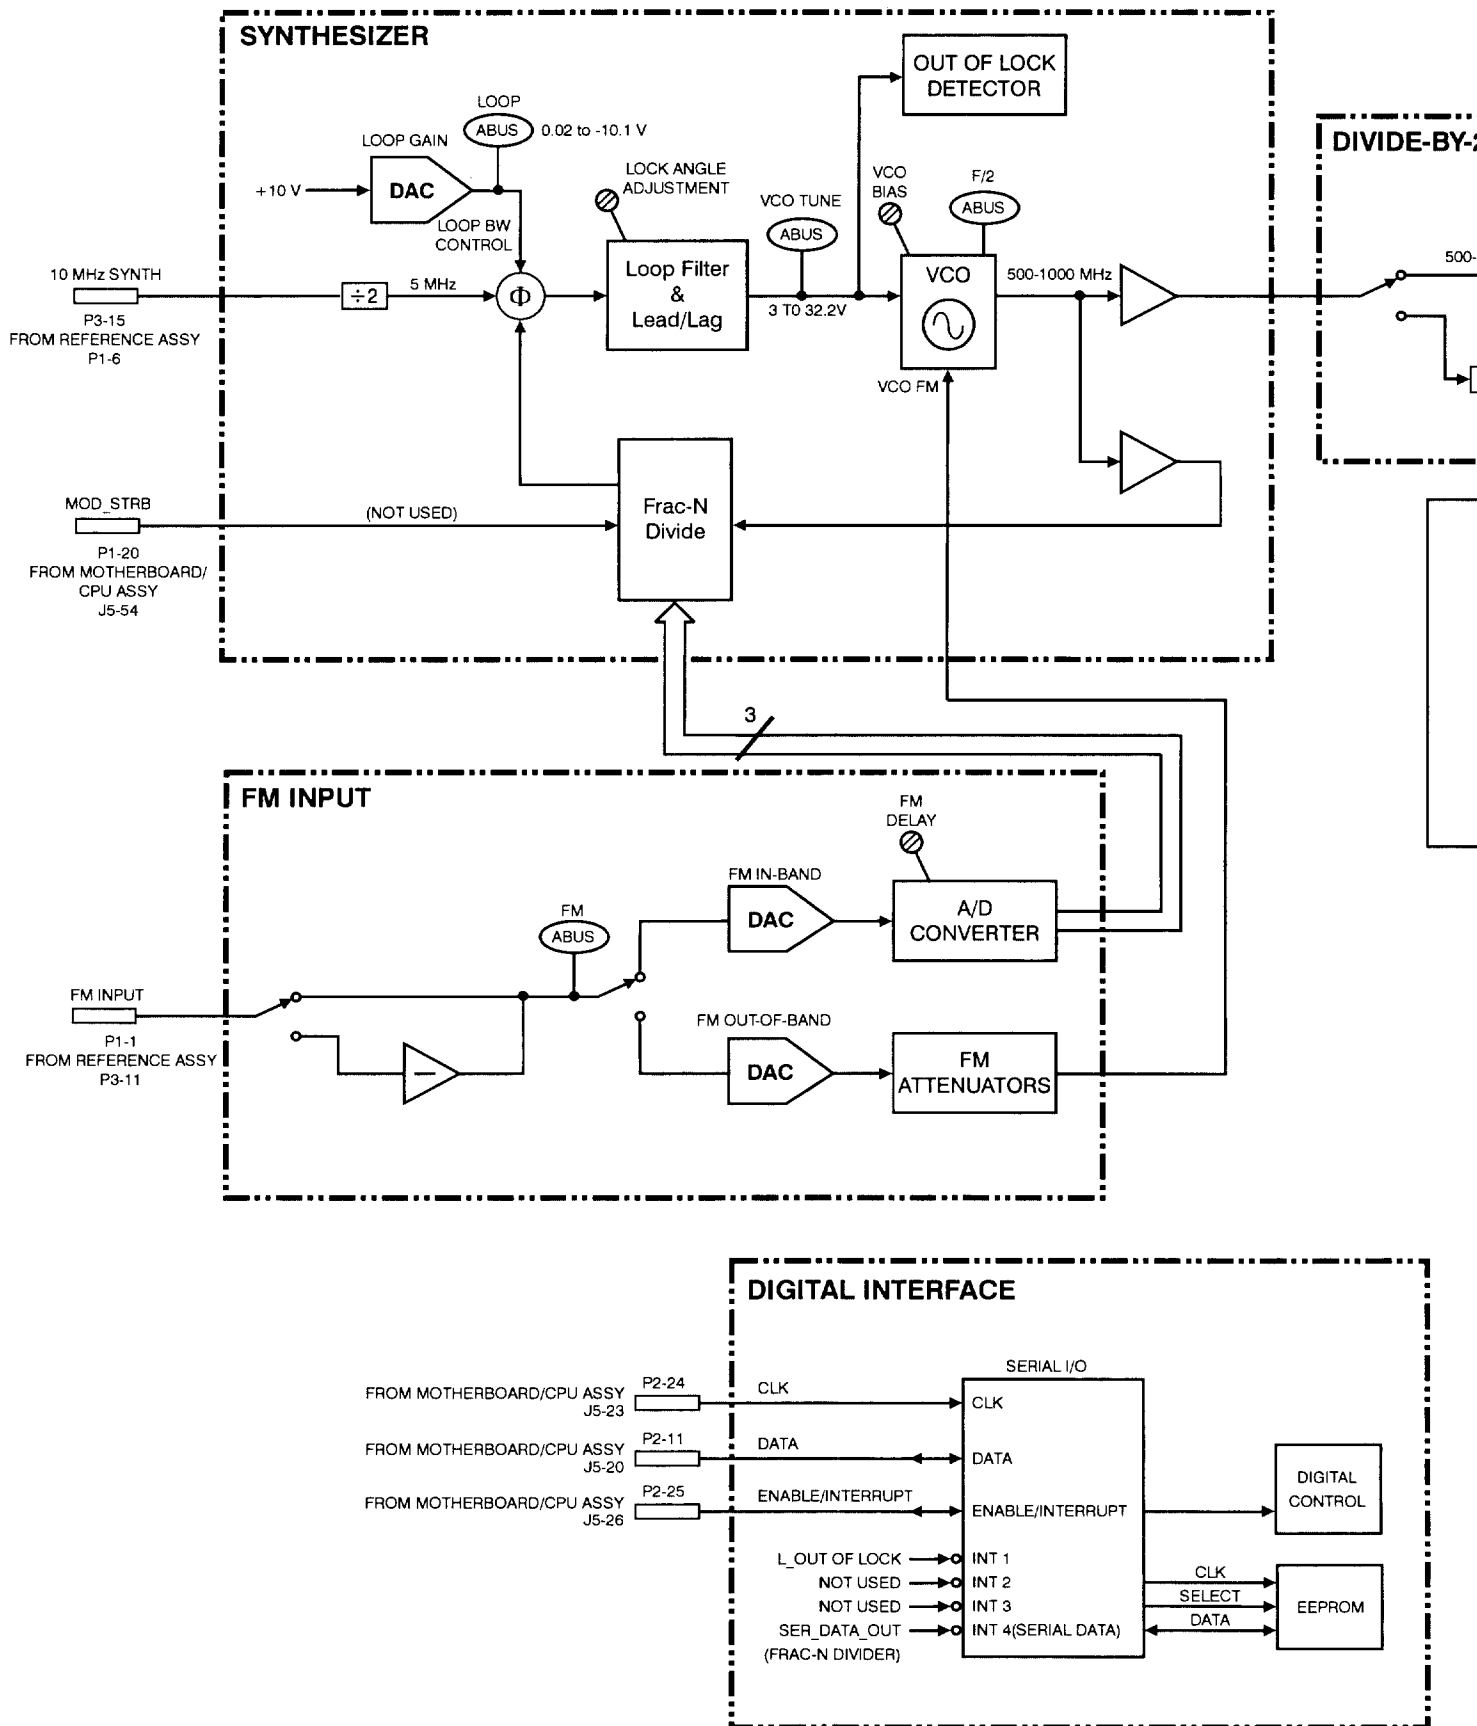 SYNTHESIZER
OUT OF LOCK
DETECTOR
LOOP
ABUS
0.02 to -10.1 V
LOOP GAIN
+10 V
DAC
LOOP BW
CONTROL
LOCK ANGLE
ADJUSTMENT
VCO TUNE
ABUS
VCO
BIAS
F/2
ABUS
10 MHz SYNTH
P3-15
FROM REFERENCE ASSY
P1-6
÷2
5 MHz
Φ
Loop Filter
&
Lead/Lag
3 T0 32.2V
VCO
500-1000 MHz
VCO FM
DIVIDE-BY-2
500-
MOD_STRB
P1-20
FROM MOTHERBOARD/
CPU ASSY
J5-54
(NOT USED)
Frac-N
Divide
3
FM INPUT
FM
DELAY
FM IN-BAND
DAC
A/D
CONVERTER
FM
ABUS
FM INPUT
P1-1
FROM REFERENCE ASSY
P3-11
—
FM OUT-OF-BAND
DAC
FM
ATTENUATORS
DIGITAL INTERFACE
SERIAL I/O
FROM MOTHERBOARD/CPU ASSY
J5-23
P2-24
CLK
CLK
FROM MOTHERBOARD/CPU ASSY
J5-20
P2-11
DATA
DATA
FROM MOTHERBOARD/CPU ASSY
J5-26
P2-25
ENABLE/INTERRUPT
ENABLE/INTERRUPT
DIGITAL
CONTROL
L_OUT OF LOCK
INT 1
NOT USED
INT 2
NOT USED
INT 3
SER_DATA_OUT
(FRAC-N DIVIDER)
INT 4(SERIAL DATA)
CLK
SELECT
DATA
EEPROM